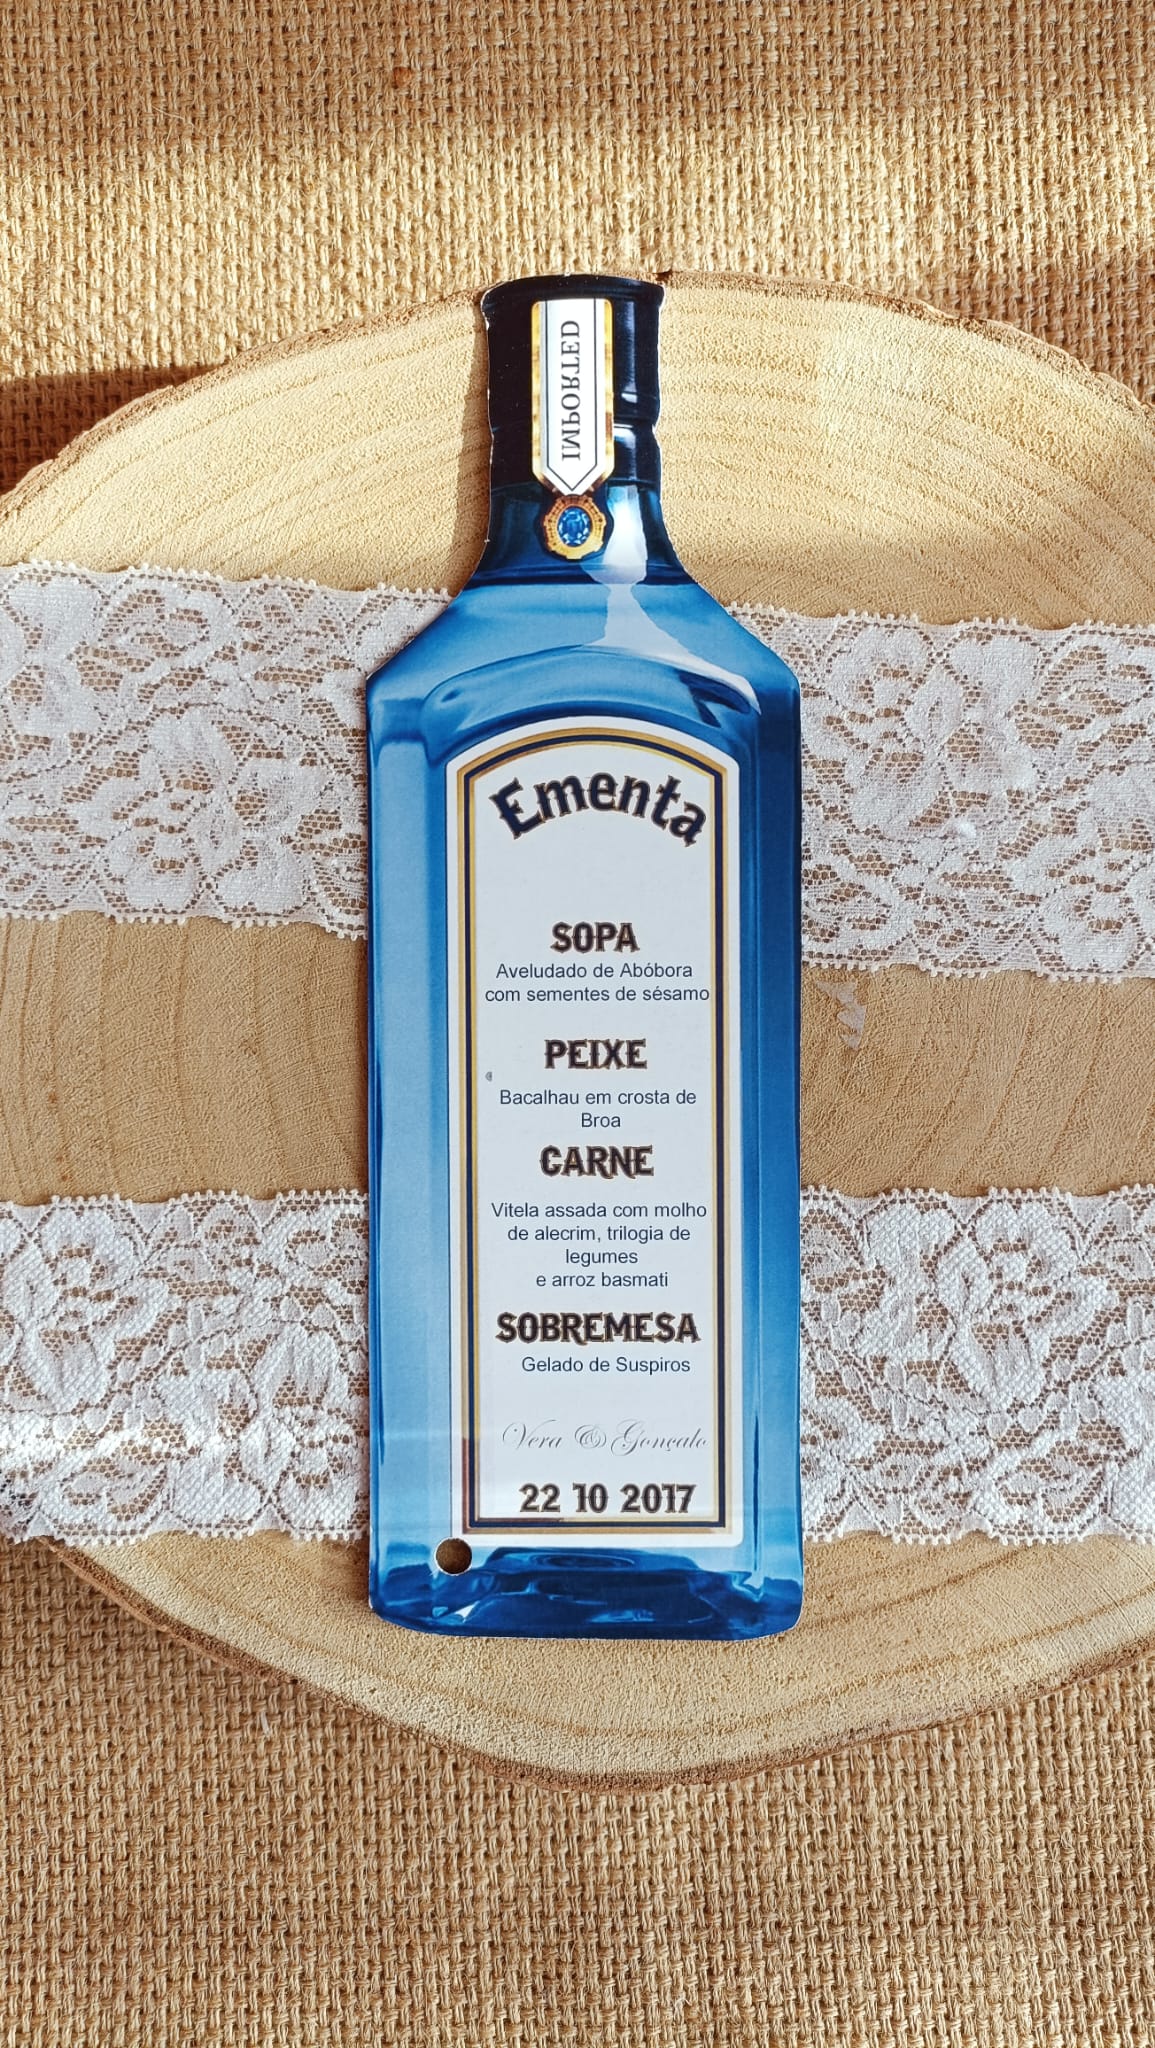 IMPORTED
Ementa
SOPA
Aveludado de Abóbora
com sementes de sésamo
PEIXE
Bacalhau em crosta de
Broa
CARNE
Vitela assada com molho
de alecrim, trilogia de
legumes
e arroz basmati
SOBREMESA
Gelado de Suspiros
Vera & Gonçalo
22 10 2017